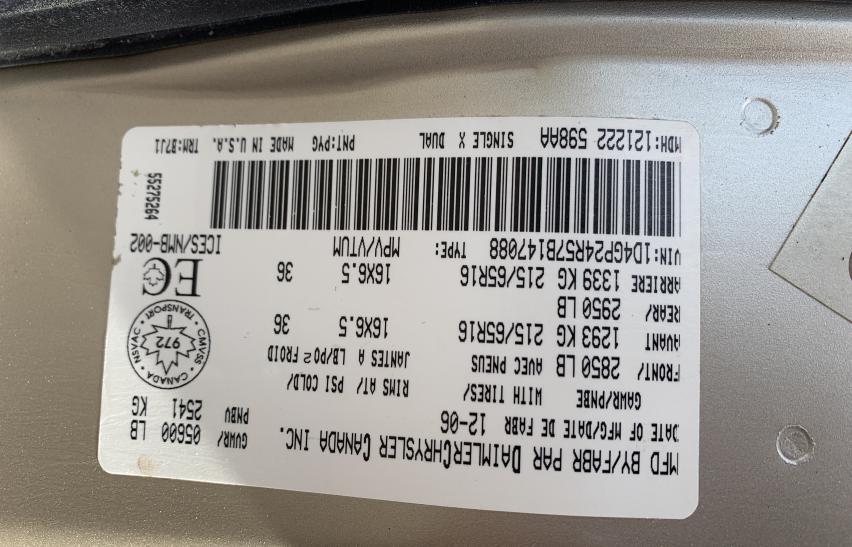 MFD BY/FABR PAR DAIMLERCHRYSLER CANADA INC.
DATE OF MFG/DATE DE FABR 12-06
GVWR/ PNBV 05600 LB 2541 KG
GAWR/PNBE WITH TIRES/ AVEC PNEUS RIMS AT/ JANTES A PSI COLD/ LB/PO² FROID
FRONT/ 2850 LB
AVANT 1293 KG 215/65R16 16X6.5 36
REAR/ 2950 LB
ARRIERE 1339 KG 215/65R16 16X6.5 36
VIN:1D4GP24R57B147088 TYPE: MPV/VTUM ICES/NMB-002
MDH:121222 598AA SINGLE X DUAL PNT:PYG MADE IN U.S.A. TRM:B7J1
55275264
EC
CANADA TRANSPORT
NSVAC CMVSS
972